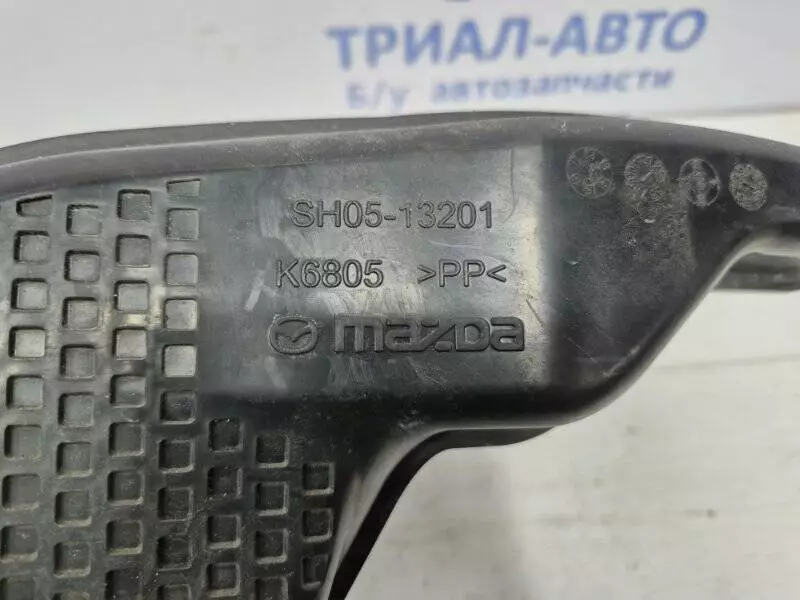 ТРИАЛ-АВТО
Б/у автозапчасти
SH05-13201
K6805 >PP<
mazda